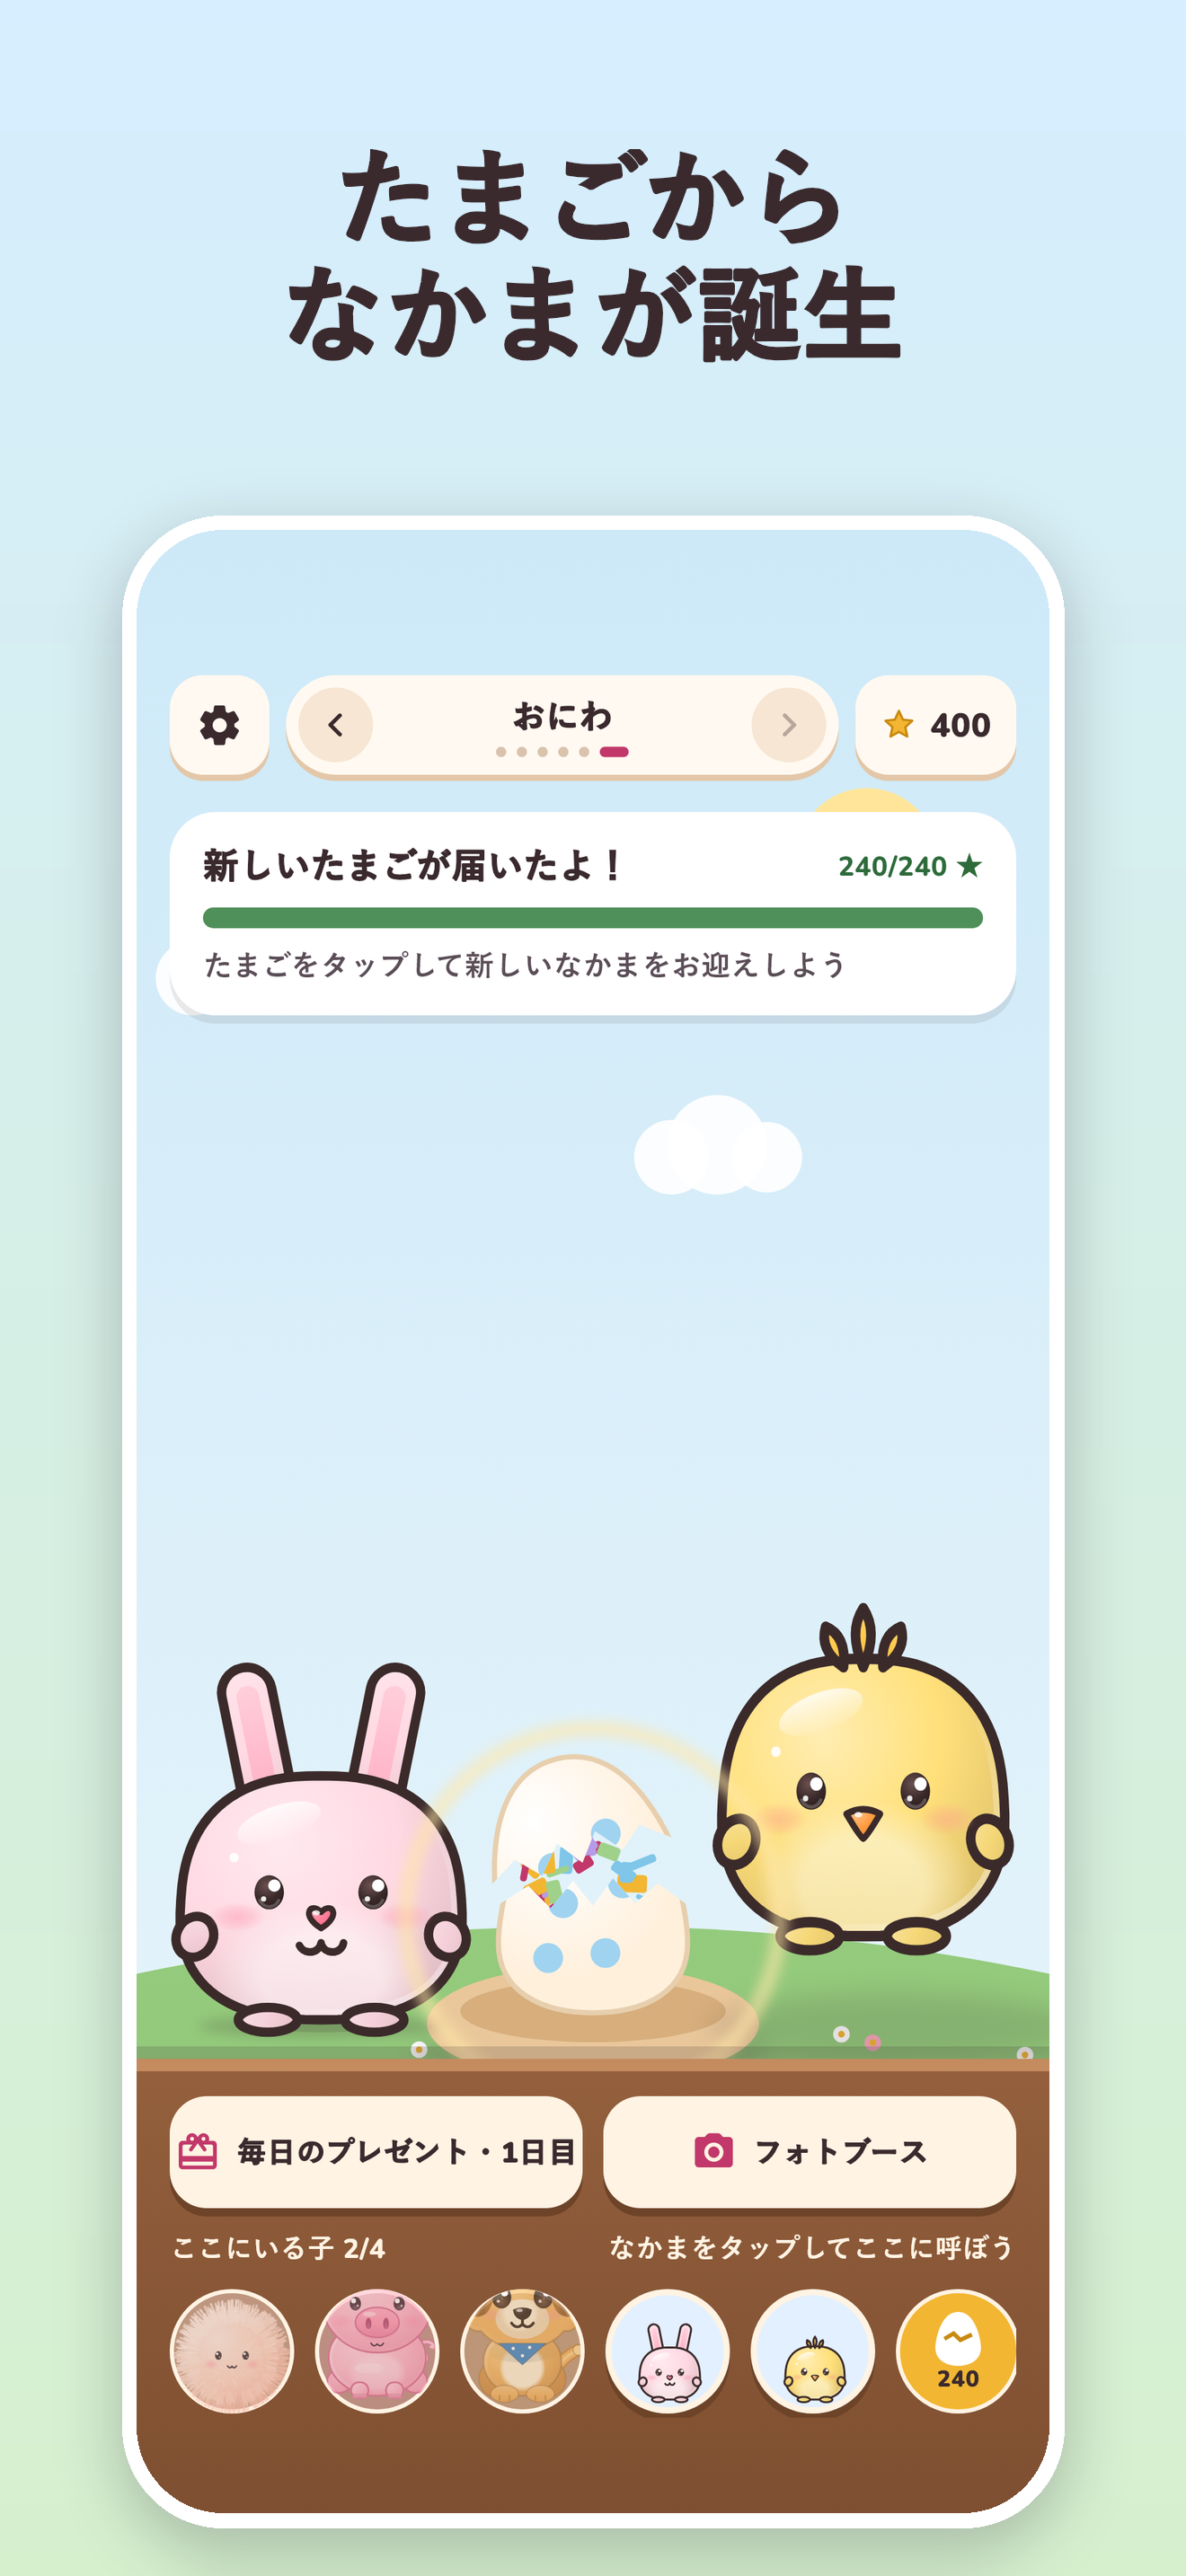 たまごから
なかまが誕生
おにわ
400
新しいたまごが届いたよ！
240/240 ★
たまごをタップして新しいなかまをお迎えしよう
毎日のプレゼント・1日目
フォトブース
ここにいる子 2/4
なかまをタップしてここに呼ぼう
240